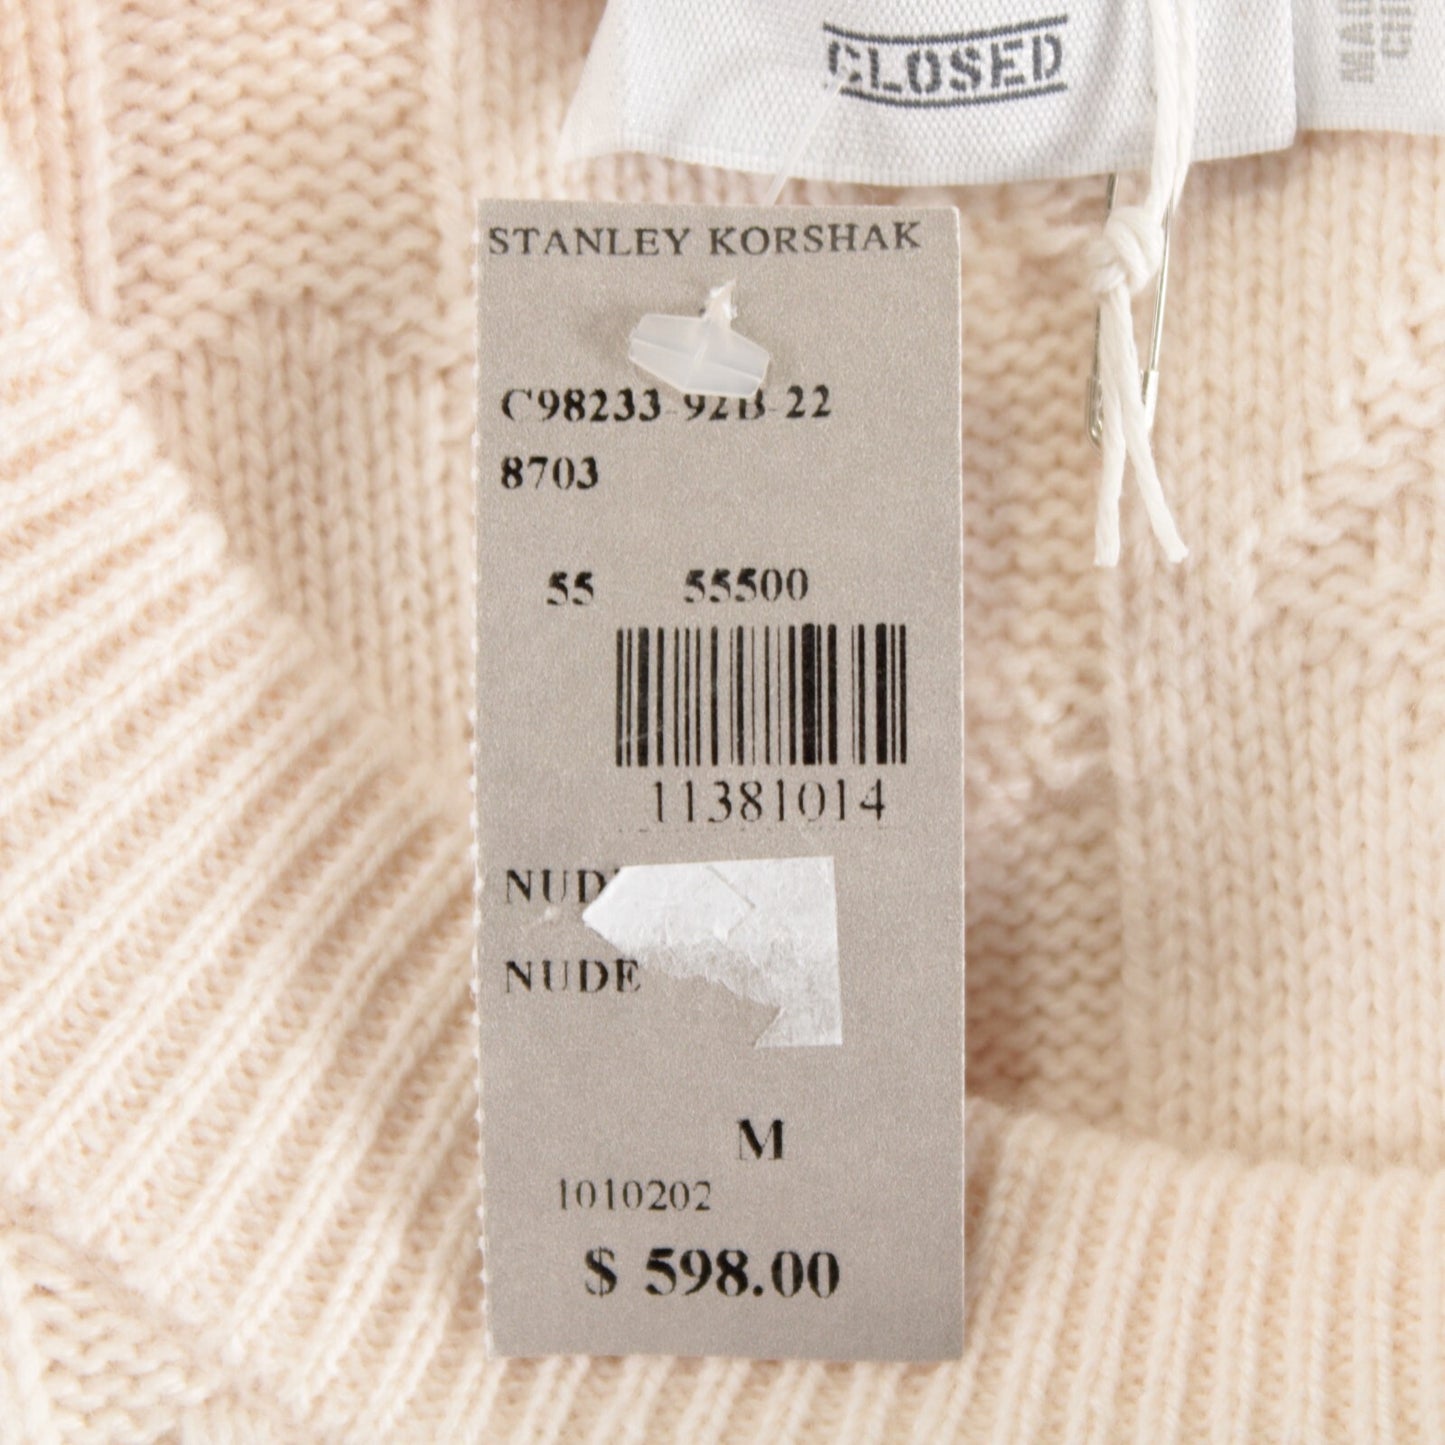 CLOSED
STANLEY KORSHAK
C98233-92B-22
8703
55 55500
11381014
NUDE
M
1010202
$ 598.00